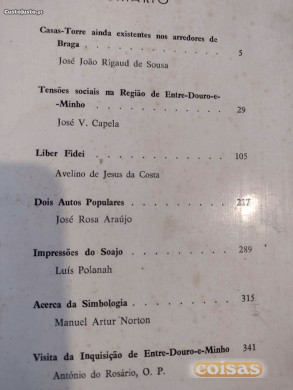 SUMÁRIO
Casas-Torre ainda existentes nos arredores de
Braga . . . . . . . . . . . 5
José João Rigaud de Sousa
Tensões sociais na Região de Entre-Douro-e-
-Minho . . . . . . . . . . . 29
José V. Capela
Liber Fidei . . . . . . . . . . 105
Avelino de Jesus da Costa
Dois Autos Populares . . . . . . . 217
José Rosa Araújo
Impressões do Soajo . . . . . . . 289
Luís Polanah
Acerca da Simbologia . . . . . . . 315
Manuel Artur Norton
Visita da Inquisição de Entre-Douro-e-Minho 341
António do Rosário, O. P.
coisas